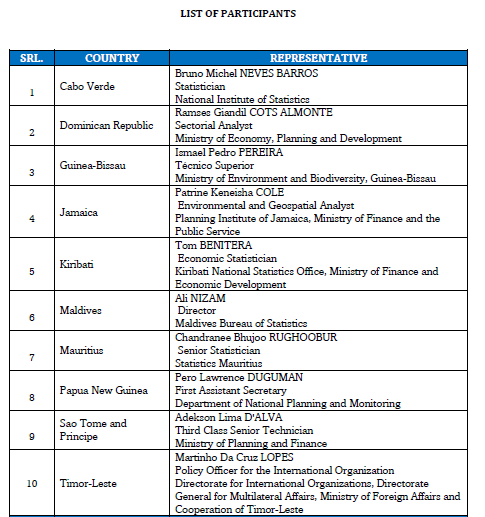 LIST OF PARTICIPANTS
SRL. COUNTRY REPRESENTATIVE
1 Cabo Verde Bruno Michel NEVES BARROS
Statistician
National Institute of Statistics
2 Dominican Republic Ramses Giandil COTS ALMONTE
Sectorial Analyst
Ministry of Economy, Planning and Development
3 Guinea-Bissau Ismael Pedro PEREIRA
Técnico Superior
Ministry of Environment and Biodiversity, Guinea-Bissau
4 Jamaica Patrine Keneisha COLE
Environmental and Geospatial Analyst
Planning Institute of Jamaica, Ministry of Finance and the
Public Service
5 Kiribati Tom BENITERA
Economic Statistician
Kiribati National Statistics Office, Ministry of Finance and
Economic Development
6 Maldives Ali NIZAM
Director
Maldives Bureau of Statistics
7 Mauritius Chandranee Bhujoo RUGHOOBUR
Senior Statistician
Statistics Mauritius
8 Papua New Guinea Pero Lawrence DUGUMAN
First Assistant Secretary
Department of National Planning and Monitoring
9 Sao Tome and
Principe Adekson Lima D'ALVA
Third Class Senior Technician
Ministry of Planning and Finance
10 Timor-Leste Martinho Da Cruz LOPES
Policy Officer for the International Organization
Directorate for International Organizations, Directorate
General for Multilateral Affairs, Ministry of Foreign Affairs and
Cooperation of Timor-Leste